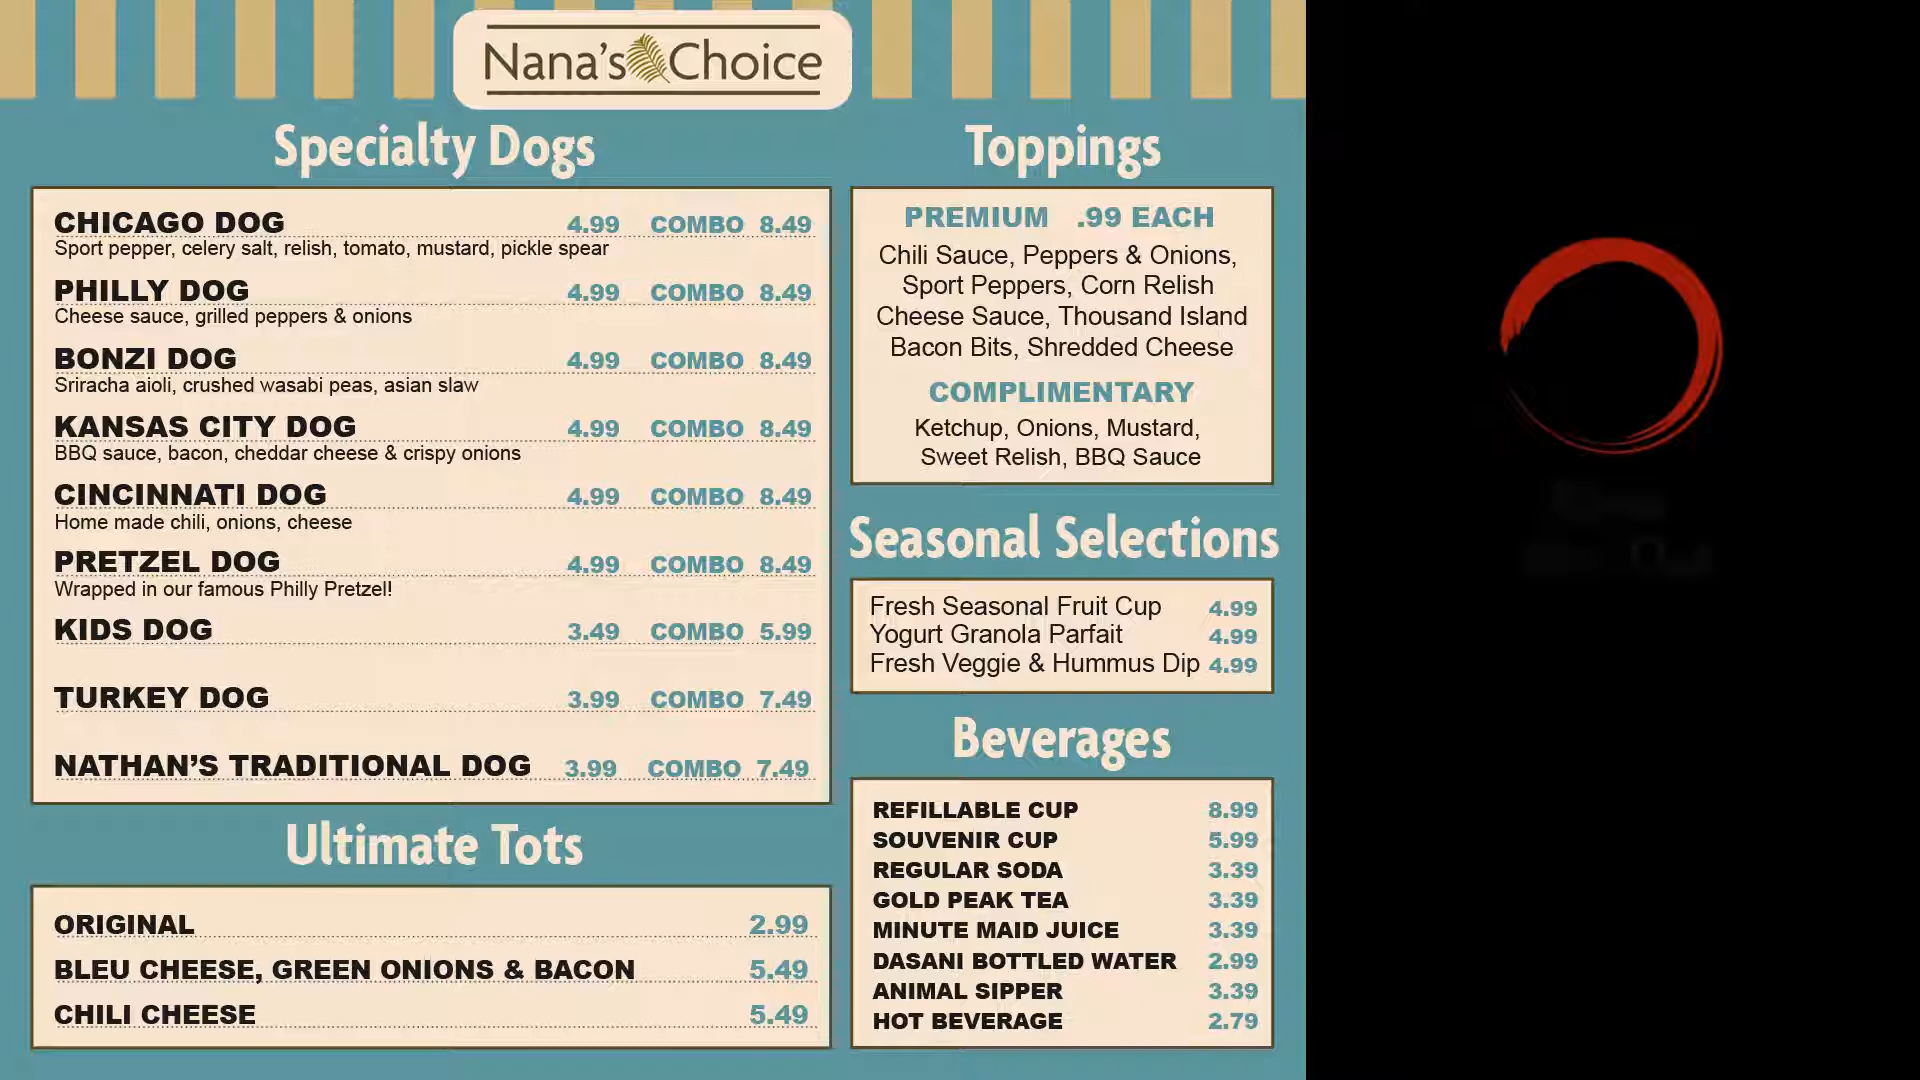 Nana's Choice
Specialty Dogs
CHICAGO DOG 4.99 COMBO 8.49
Sport pepper, celery salt, relish, tomato, mustard, pickle spear
PHILLY DOG 4.99 COMBO 8.49
Cheese sauce, grilled peppers & onions
BONZI DOG 4.99 COMBO 8.49
Sriracha aioli, crushed wasabi peas, asian slaw
KANSAS CITY DOG 4.99 COMBO 8.49
BBQ sauce, bacon, cheddar cheese & crispy onions
CINCINNATI DOG 4.99 COMBO 8.49
Home made chili, onions, cheese
PRETZEL DOG 4.99 COMBO 8.49
Wrapped in our famous Philly Pretzel!
KIDS DOG 3.49 COMBO 5.99
TURKEY DOG 3.99 COMBO 7.49
NATHAN'S TRADITIONAL DOG 3.99 COMBO 7.49
Ultimate Tots
ORIGINAL 2.99
BLEU CHEESE, GREEN ONIONS & BACON 5.49
CHILI CHEESE 5.49
Toppings
PREMIUM .99 EACH
Chili Sauce, Peppers & Onions,
Sport Peppers, Corn Relish
Cheese Sauce, Thousand Island
Bacon Bits, Shredded Cheese
COMPLIMENTARY
Ketchup, Onions, Mustard,
Sweet Relish, BBQ Sauce
Seasonal Selections
Fresh Seasonal Fruit Cup 4.99
Yogurt Granola Parfait 4.99
Fresh Veggie & Hummus Dip 4.99
Beverages
REFILLABLE CUP 8.99
SOUVENIR CUP 5.99
REGULAR SODA 3.39
GOLD PEAK TEA 3.39
MINUTE MAID JUICE 3.39
DASANI BOTTLED WATER 2.99
ANIMAL SIPPER 3.39
HOT BEVERAGE 2.79